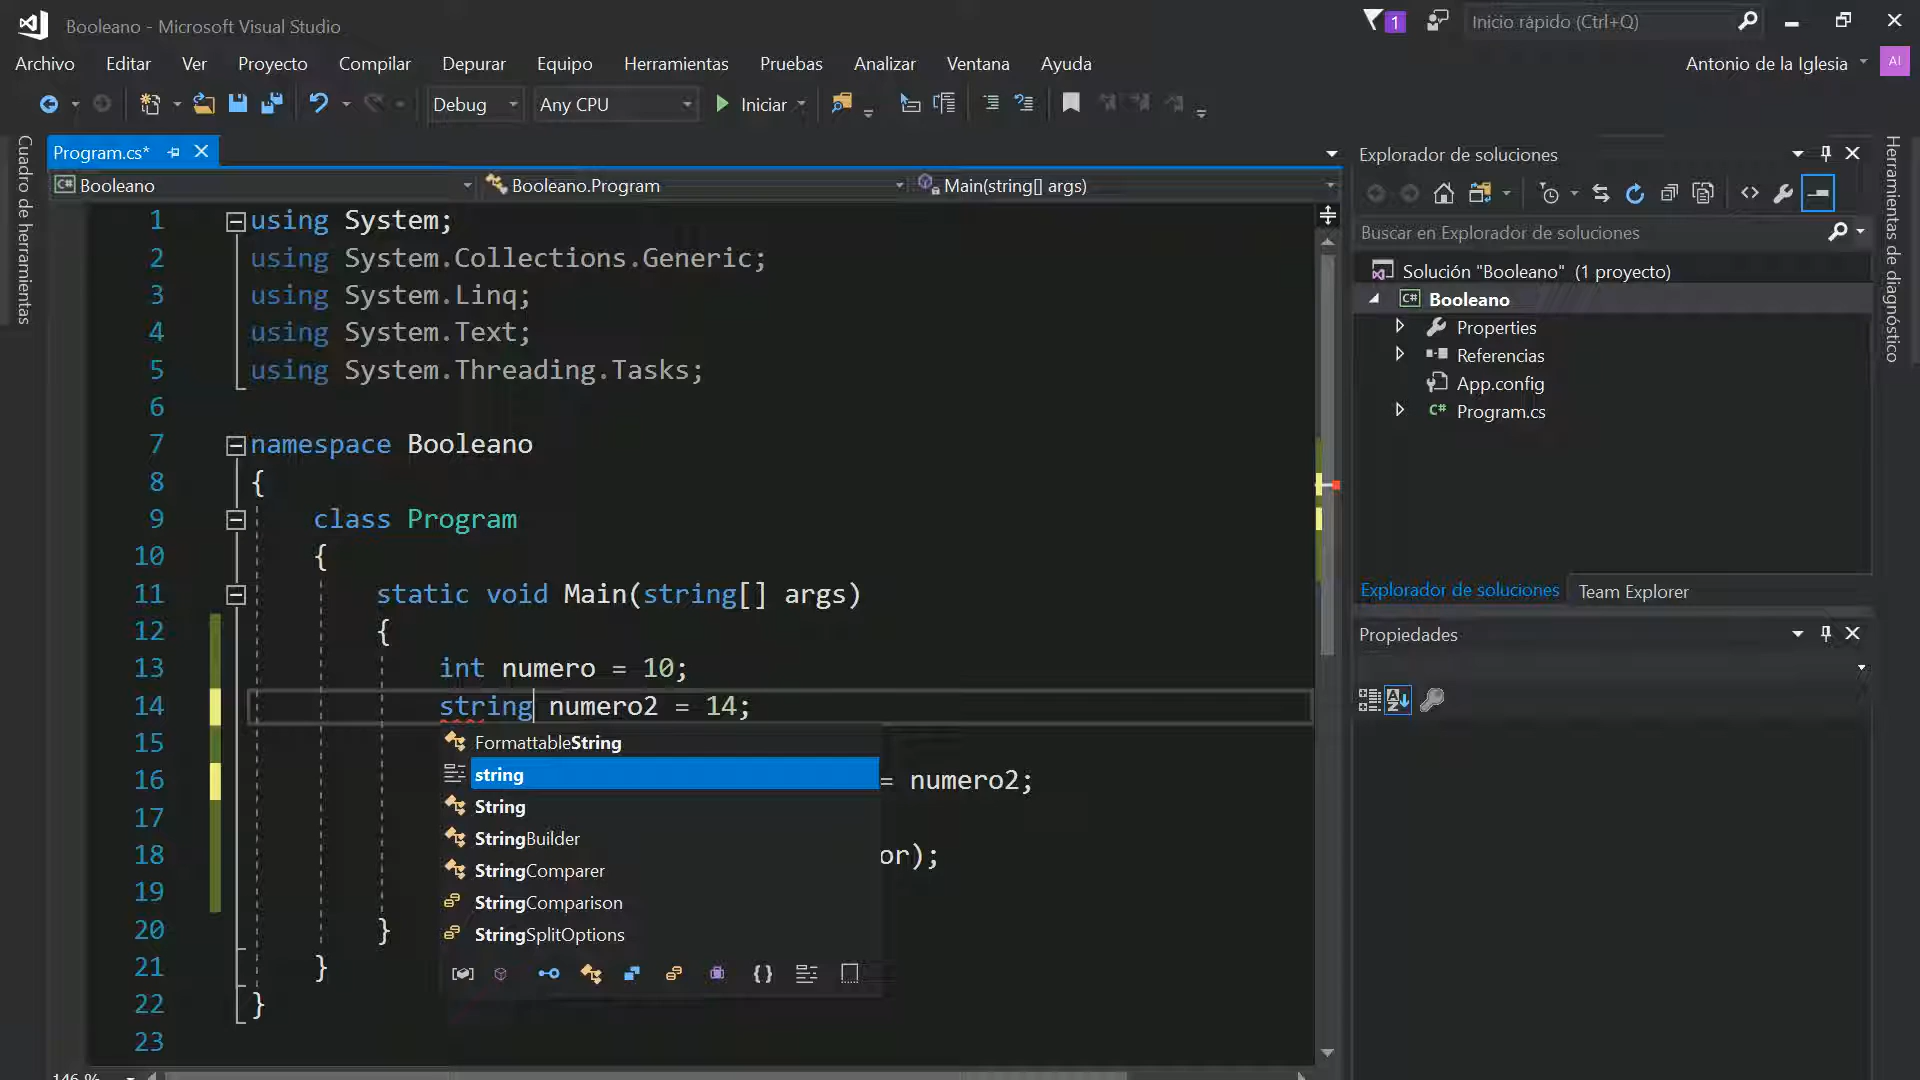 Booleano - Microsoft Visual Studio
1
Inicio rápido (Ctrl+Q)
Archivo Editar Ver Proyecto Compilar Depurar Equipo Herramientas Pruebas Analizar Ventana Ayuda
Antonio de la Iglesia
AI
Debug Any CPU Iniciar
Cuadro de herramientas
Program.cs*
Booleano Booleano.Program Main(string[] args)
1 using System;
2 using System.Collections.Generic;
3 using System.Linq;
4 using System.Text;
5 using System.Threading.Tasks;
6
7 namespace Booleano
8 {
9 class Program
10 {
11 static void Main(string[] args)
12 {
13 int numero = 10;
14 string numero2 = 14;
15
16 = numero2;
17
18 or);
19
20 }
21 }
22 }
23
FormattableString
string
String
StringBuilder
StringComparer
StringComparison
StringSplitOptions
146 %
Explorador de soluciones
Buscar en Explorador de soluciones
Solución "Booleano" (1 proyecto)
C# Booleano
Properties
Referencias
App.config
C# Program.cs
Explorador de soluciones Team Explorer
Propiedades
Herramientas de diagnóstico